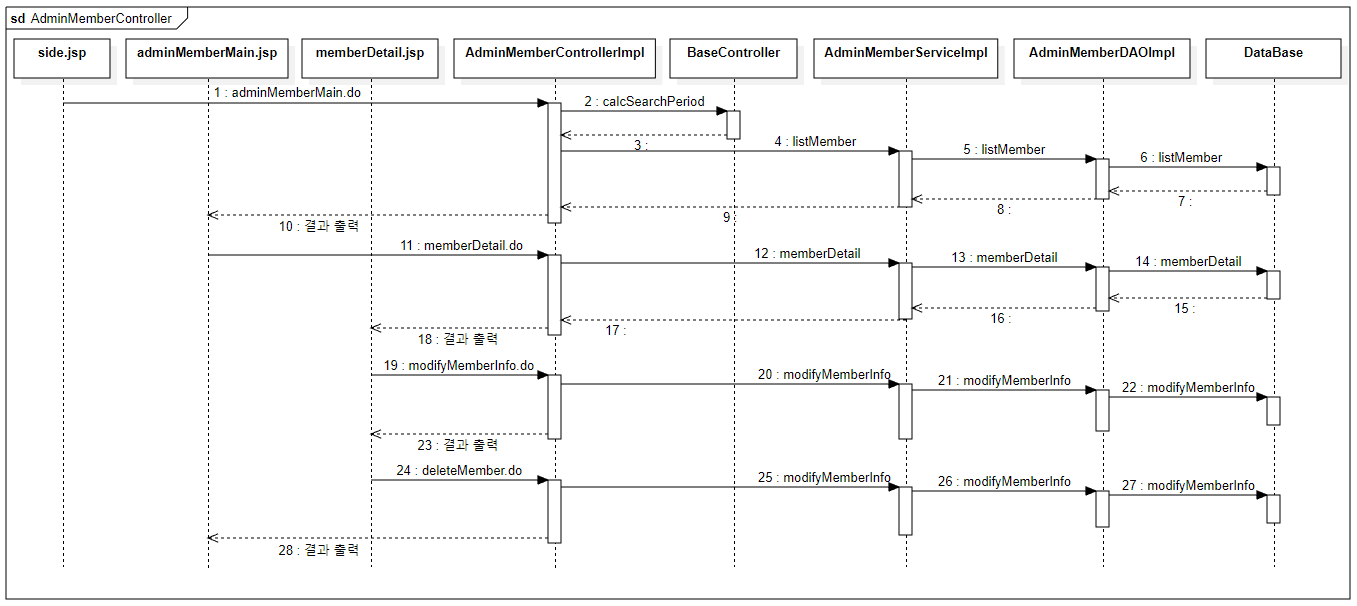 sd AdminMemberController
side.jsp
adminMemberMain.jsp
memberDetail.jsp
AdminMemberControllerImpl
BaseController
AdminMemberServiceImpl
AdminMemberDAOImpl
DataBase
1 : adminMemberMain.do
2 : calcSearchPeriod
3 :
4 : listMember
5 : listMember
6 : listMember
7 :
8 :
9 :
10 : 결과 출력
11 : memberDetail.do
12 : memberDetail
13 : memberDetail
14 : memberDetail
15 :
16 :
17 :
18 : 결과 출력
19 : modifyMemberInfo.do
20 : modifyMemberInfo
21 : modifyMemberInfo
22 : modifyMemberInfo
23 : 결과 출력
24 : deleteMember.do
25 : modifyMemberInfo
26 : modifyMemberInfo
27 : modifyMemberInfo
28 : 결과 출력